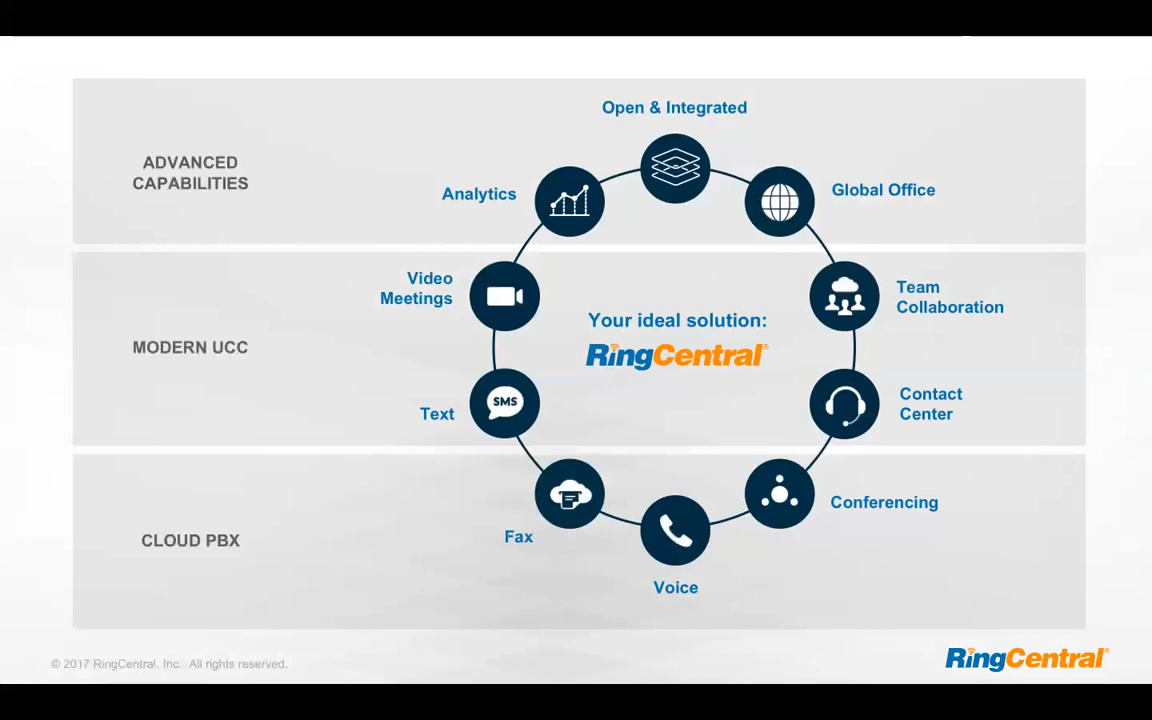 Open & Integrated
ADVANCED
CAPABILITIES
Analytics
Global Office
Video
Meetings
Team
Collaboration
Your ideal solution:
RingCentral®
MODERN UCC
SMS
Text
Contact
Center
Conferencing
Fax
CLOUD PBX
Voice
© 2017 RingCentral, Inc. All rights reserved.
RingCentral®